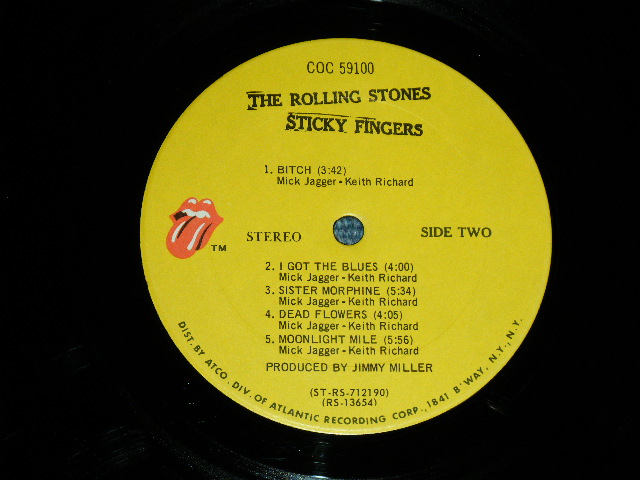 COC 59100
THE ROLLING STONES
STICKY FINGERS
1. BITCH (3:42)
Mick Jagger - Keith Richard
TM
STEREO
SIDE TWO
2. I GOT THE BLUES (4:00)
Mick Jagger - Keith Richard
3. SISTER MORPHINE (5:34)
Mick Jagger - Keith Richard
4. DEAD FLOWERS (4:05)
Mick Jagger - Keith Richard
5. MOONLIGHT MILE (5:56)
Mick Jagger - Keith Richard
PRODUCED BY JIMMY MILLER
(ST-RS-712190)
(RS-13654)
DIST. BY ATCO, DIV. OF ATLANTIC RECORDING CORP., 1841 B'WAY, N.Y., N.Y.